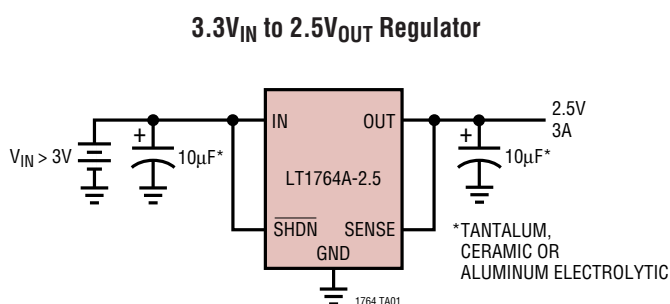 3.3VIN to 2.5VOUT Regulator
IN
OUT
2.5V
3A
+
+
VIN > 3V
10µF*
10µF*
LT1764A-2.5
SHDN
SENSE
GND
*TANTALUM,
CERAMIC OR
ALUMINUM ELECTROLYTIC
1764 TA01